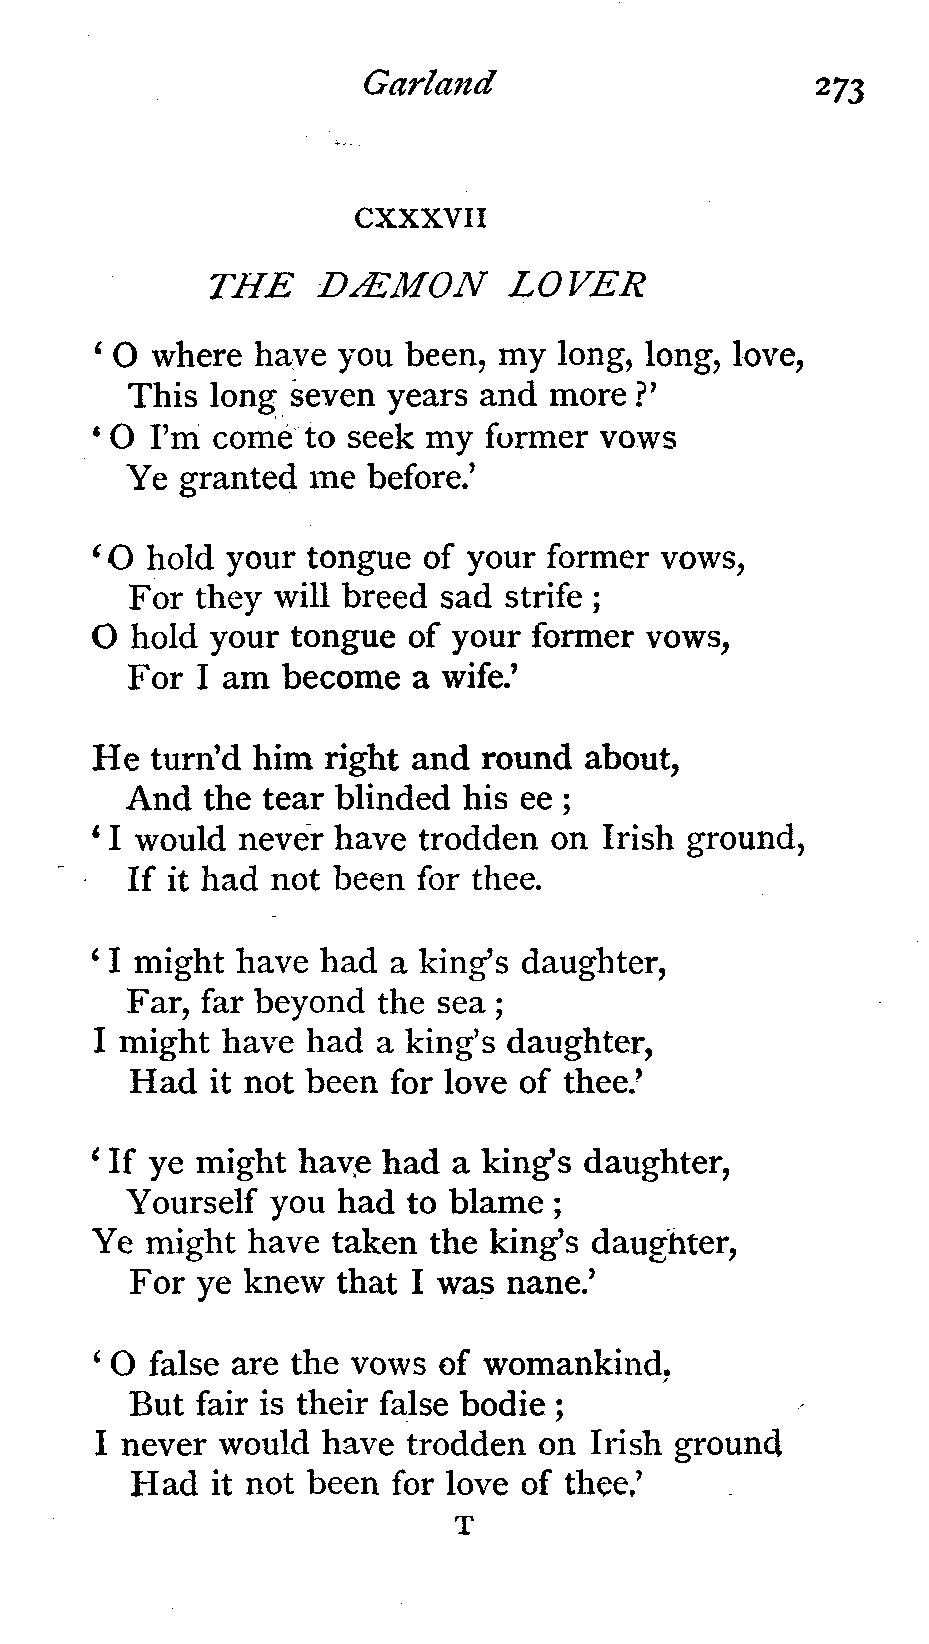 Garland 273
CXXXVII
THE DÆMON LOVER
‘ O where have you been, my long, long, love,
This long seven years and more ?’
‘ O I’m come to seek my former vows
Ye granted me before.’
‘ O hold your tongue of your former vows,
For they will breed sad strife ;
O hold your tongue of your former vows,
For I am become a wife.’
He turn’d him right and round about,
And the tear blinded his ee ;
‘ I would never have trodden on Irish ground,
If it had not been for thee.
‘ I might have had a king’s daughter,
Far, far beyond the sea ;
I might have had a king’s daughter,
Had it not been for love of thee.’
‘ If ye might have had a king’s daughter,
Yourself you had to blame ;
Ye might have taken the king’s daughter,
For ye knew that I was nane.’
‘ O false are the vows of womankind,
But fair is their false bodie ;
I never would have trodden on Irish ground
Had it not been for love of thee.’
T